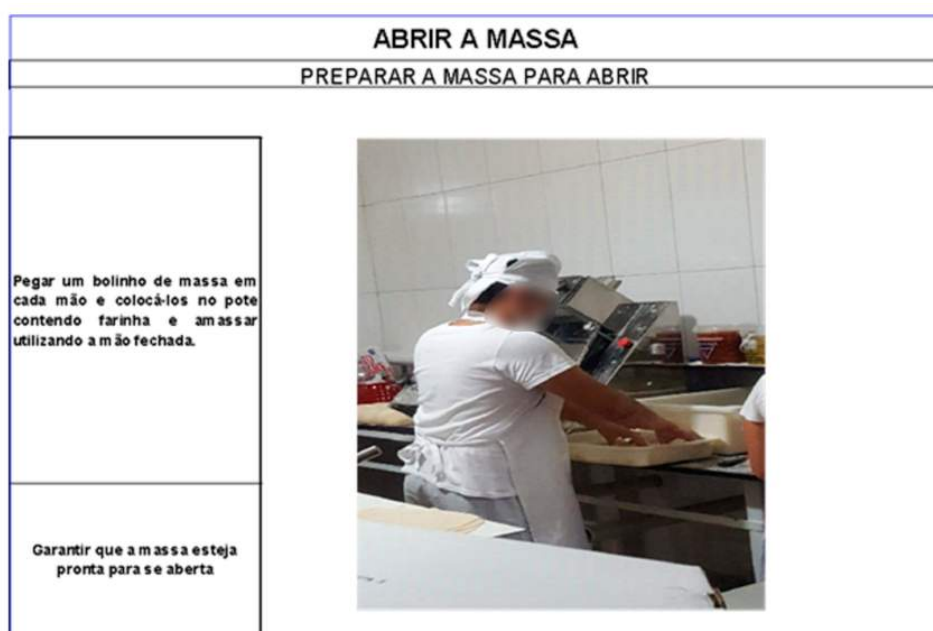 ABRIR A MASSA
PREPARAR A MASSA PARA ABRIR
Pegar um bolinho de massa em
cada mão e colocá-los no pote
contendo farinha e amassar
utilizando a mão fechada.
Garantir que a massa esteja
pronta para se aberta